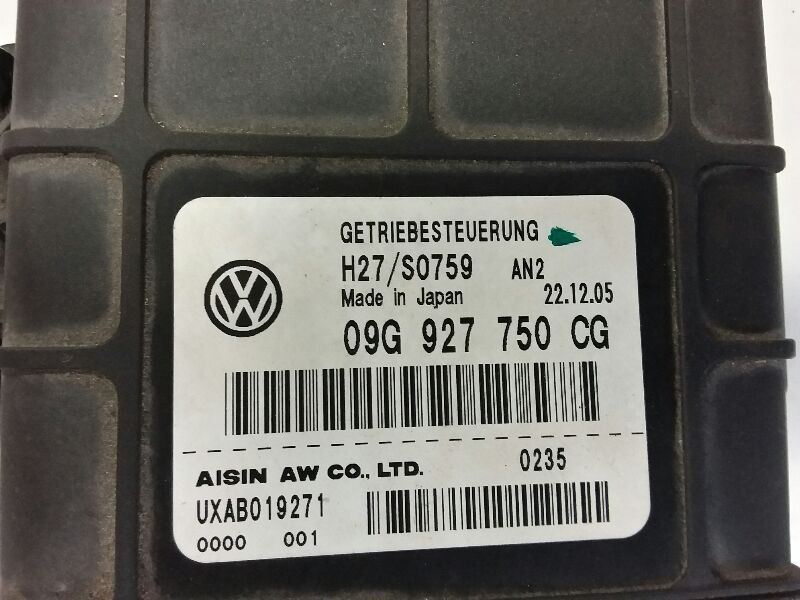 GETRIEBESTEUERUNG
H27/S0759 AN2
Made in Japan 22.12.05
09G 927 750 CG
AISIN AW CO., LTD. 0235
UXAB019271
0000 001